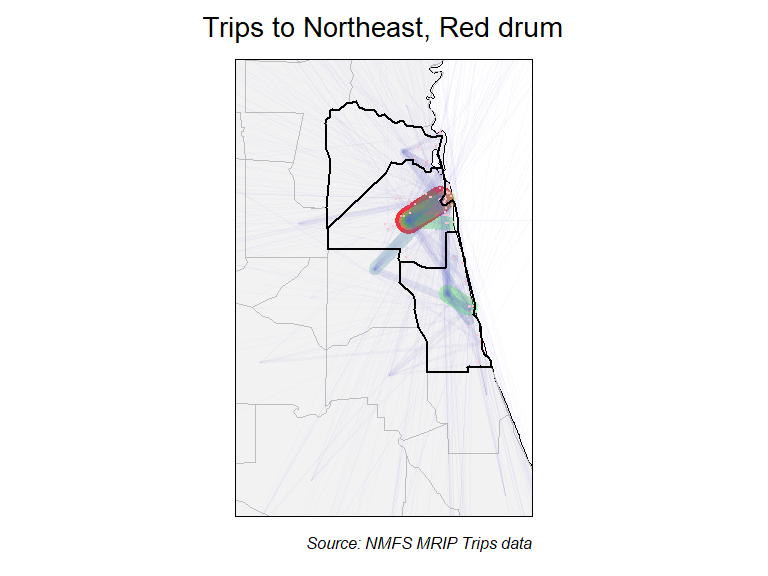 Trips to Northeast, Red drum
Source: NMFS MRIP Trips data